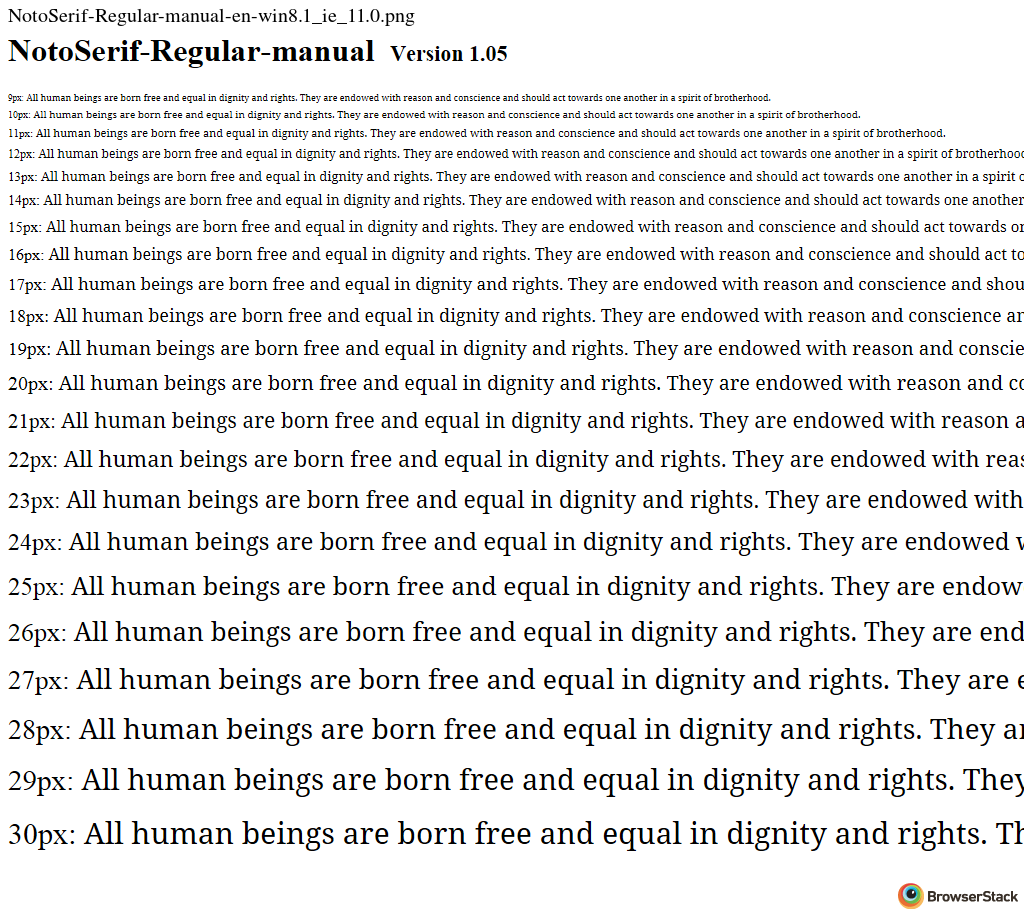 NotoSerif-Regular-manual-en-win8.1_ie_11.0.png
NotoSerif-Regular-manual Version 1.05
9px: All human beings are born free and equal in dignity and rights. They are endowed with reason and conscience and should act towards one another in a spirit of brotherhood.
10px: All human beings are born free and equal in dignity and rights. They are endowed with reason and conscience and should act towards one another in a spirit of brotherhood.
11px: All human beings are born free and equal in dignity and rights. They are endowed with reason and conscience and should act towards one another in a spirit of brotherhood.
12px: All human beings are born free and equal in dignity and rights. They are endowed with reason and conscience and should act towards one another in a spirit of brotherhoo
13px: All human beings are born free and equal in dignity and rights. They are endowed with reason and conscience and should act towards one another in a spirit
14px: All human beings are born free and equal in dignity and rights. They are endowed with reason and conscience and should act towards one another
15px: All human beings are born free and equal in dignity and rights. They are endowed with reason and conscience and should act towards
16px: All human beings are born free and equal in dignity and rights. They are endowed with reason and conscience and should act to
17px: All human beings are born free and equal in dignity and rights. They are endowed with reason and conscience and shou
18px: All human beings are born free and equal in dignity and rights. They are endowed with reason and conscience
19px: All human beings are born free and equal in dignity and rights. They are endowed with reason and conscie
20px: All human beings are born free and equal in dignity and rights. They are endowed with reason and
21px: All human beings are born free and equal in dignity and rights. They are endowed with reason a
22px: All human beings are born free and equal in dignity and rights. They are endowed with reas
23px: All human beings are born free and equal in dignity and rights. They are endowed with
24px: All human beings are born free and equal in dignity and rights. They are endowed
25px: All human beings are born free and equal in dignity and rights. They are endow
26px: All human beings are born free and equal in dignity and rights. They are end
27px: All human beings are born free and equal in dignity and rights. They are
28px: All human beings are born free and equal in dignity and rights. They
29px: All human beings are born free and equal in dignity and rights. They
30px: All human beings are born free and equal in dignity and rights. Th
BrowserStack